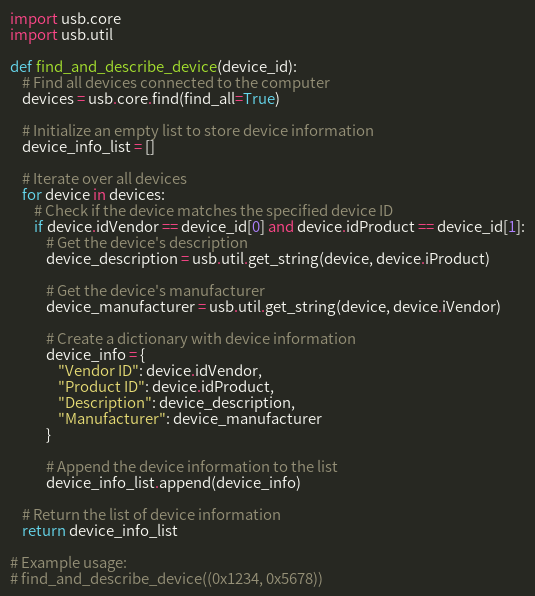 import usb.core
import usb.util

def find_and_describe_device(device_id):
    # Find all devices connected to the computer
    devices = usb.core.find(find_all=True)

    # Initialize an empty list to store device information
    device_info_list = []

    # Iterate over all devices
    for device in devices:
        # Check if the device matches the specified device ID
        if device.idVendor == device_id[0] and device.idProduct == device_id[1]:
            # Get the device's description
            device_description = usb.util.get_string(device, device.iProduct)

            # Get the device's manufacturer
            device_manufacturer = usb.util.get_string(device, device.iVendor)

            # Create a dictionary with device information
            device_info = {
                "Vendor ID": device.idVendor,
                "Product ID": device.idProduct,
                "Description": device_description,
                "Manufacturer": device_manufacturer
            }

            # Append the device information to the list
            device_info_list.append(device_info)

    # Return the list of device information
    return device_info_list

# Example usage:
# find_and_describe_device((0x1234, 0x5678))